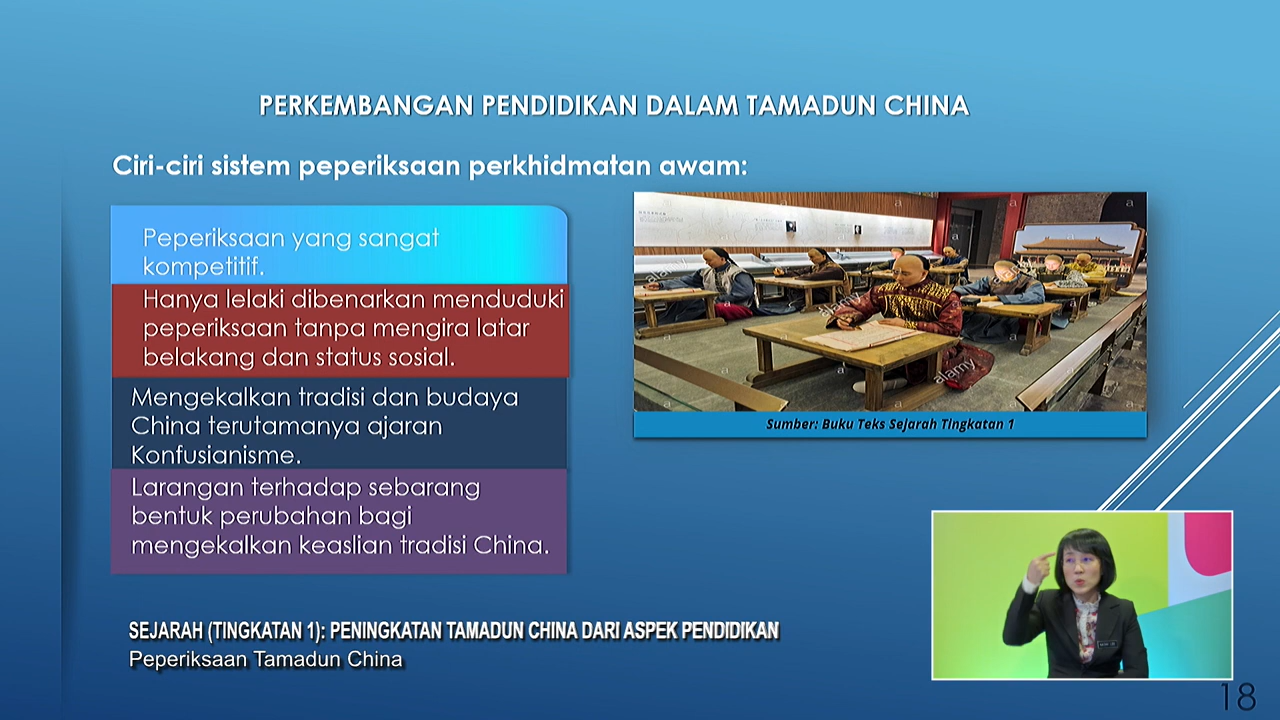 PERKEMBANGAN PENDIDIKAN DALAM TAMADUN CHINA
Ciri-ciri sistem peperiksaan perkhidmatan awam:
Peperiksaan yang sangat
kompetitif.
Hanya lelaki dibenarkan menduduki
peperiksaan tanpa mengira latar
belakang dan status sosial.
Mengekalkan tradisi dan budaya
China terutamanya ajaran
Konfusianisme.
Larangan terhadap sebarang
bentuk perubahan bagi
mengekalkan keaslian tradisi China.
alamy
alamy
alamy
Sumber: Buku Teks Sejarah Tingkatan 1
SEJARAH (TINGKATAN 1): PENINGKATAN TAMADUN CHINA DARI ASPEK PENDIDIKAN
Peperiksaan Tamadun China
18